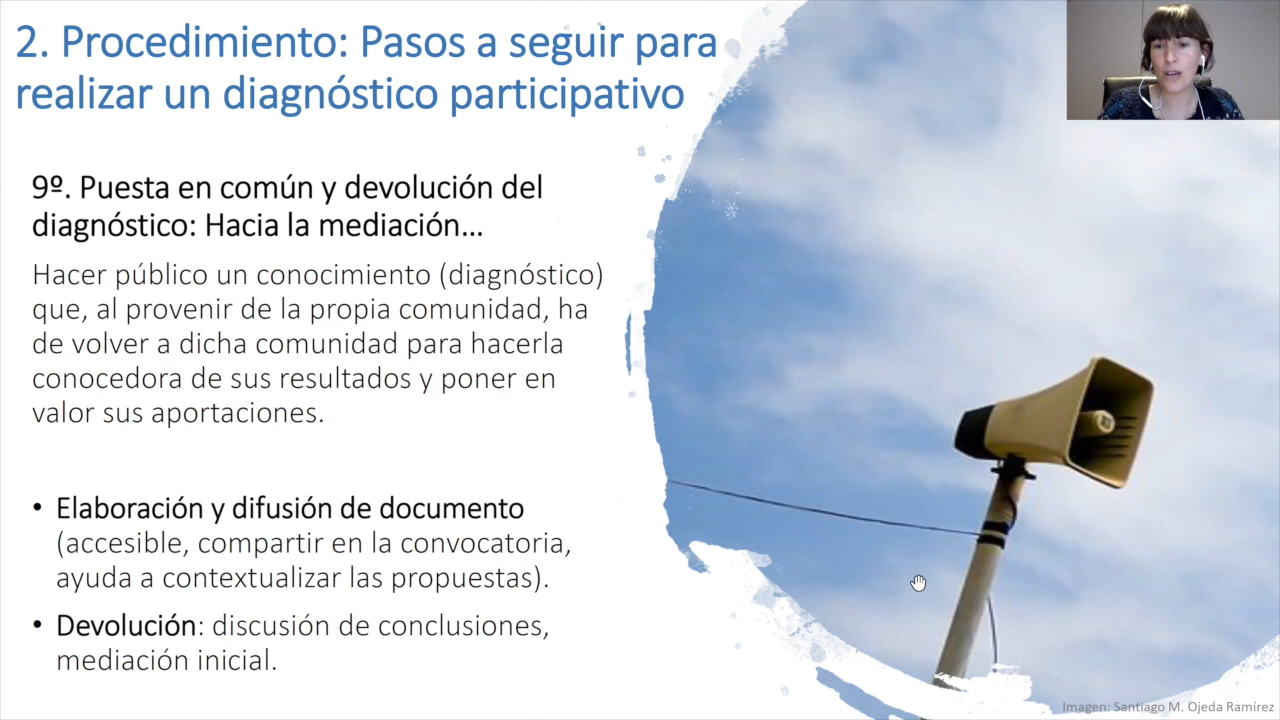 2. Procedimiento: Pasos a seguir para
realizar un diagnóstico participativo
9º. Puesta en común y devolución del
diagnóstico: Hacia la mediación...
Hacer público un conocimiento (diagnóstico)
que, al provenir de la propia comunidad, ha
de volver a dicha comunidad para hacerla
conocedora de sus resultados y poner en
valor sus aportaciones.
• Elaboración y difusión de documento
(accesible, compartir en la convocatoria,
ayuda a contextualizar las propuestas).
• Devolución: discusión de conclusiones,
mediación inicial.
Imagen: Santiago M. Ojeda Ramírez